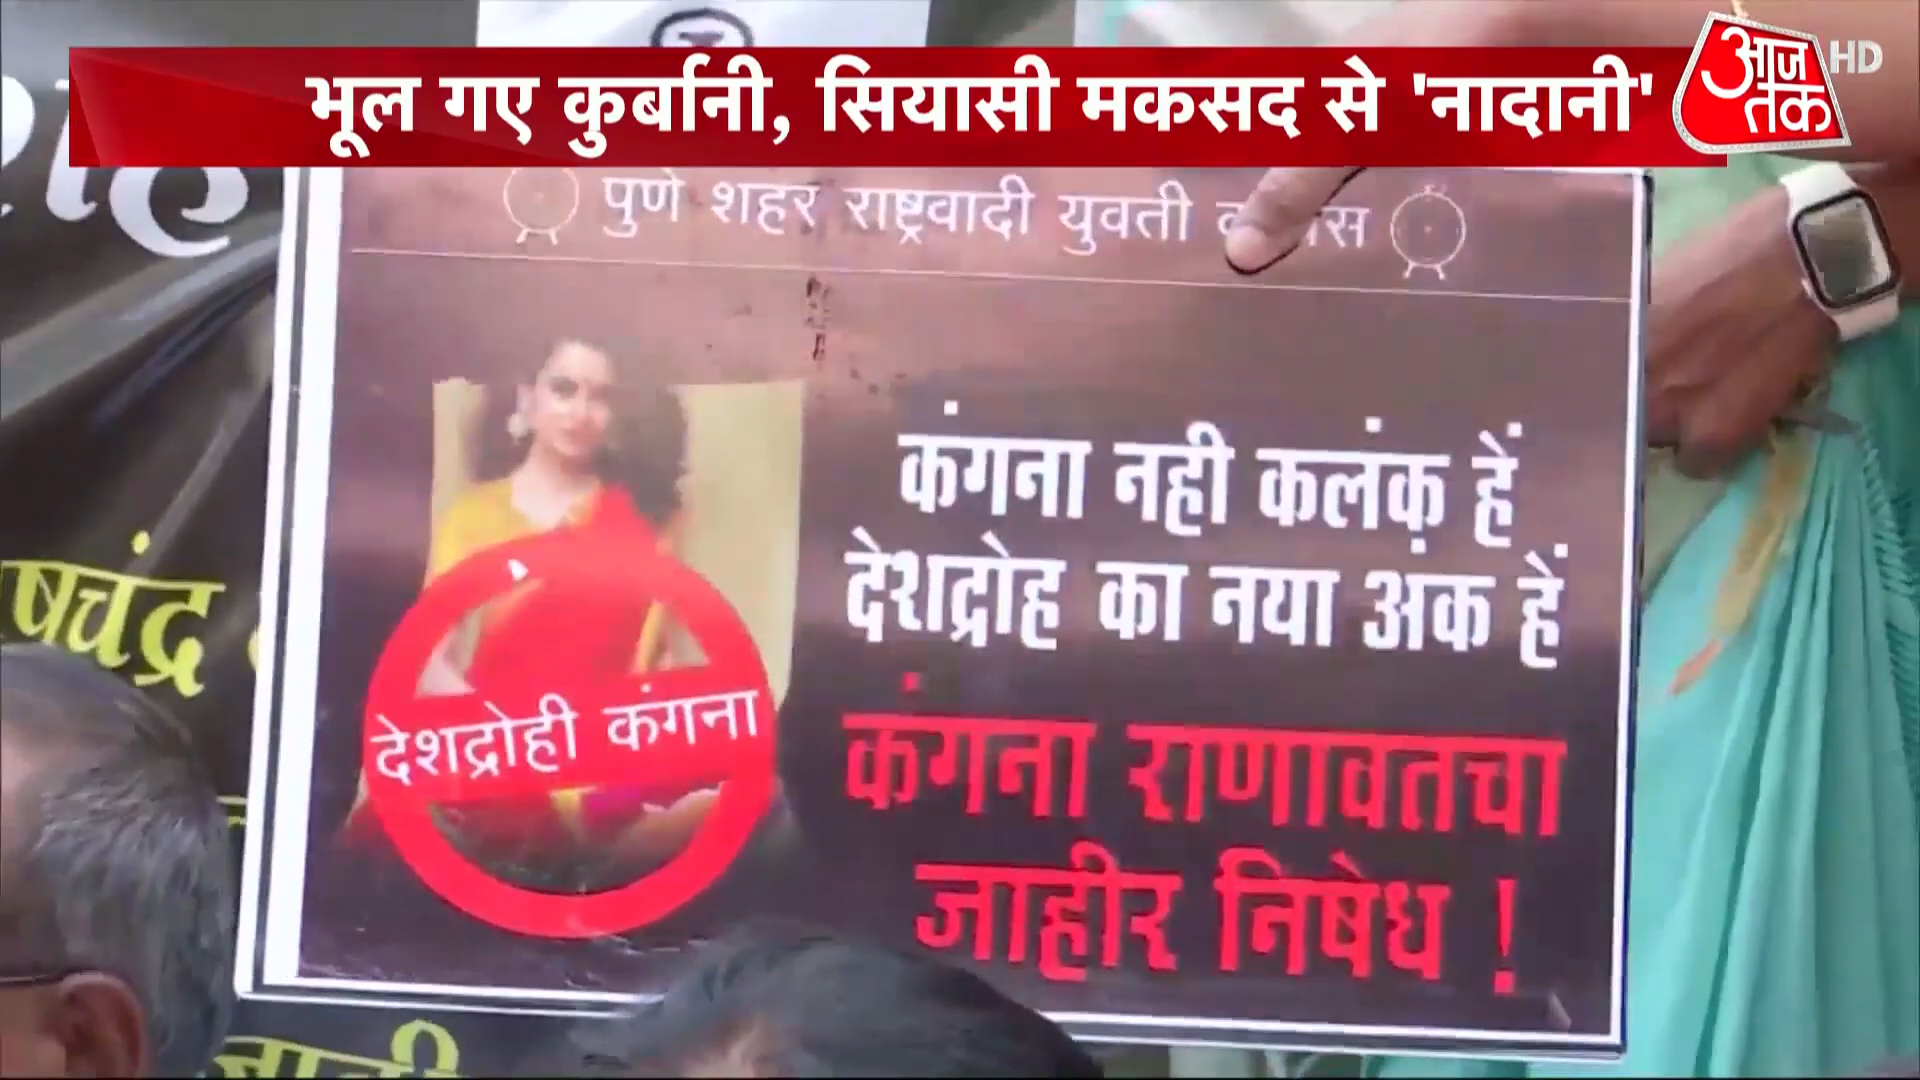 भूल गए कुर्बानी, सियासी मकसद से 'नादानी'
आज
तक
HD
पुणे शहर राष्ट्रवादी युवती
कंगना नही कलंक़ हें
देशद्रोह का नया अंक हें
देशद्रोही कंगना
कंगना राणावतचा
जाहीर निषेध !